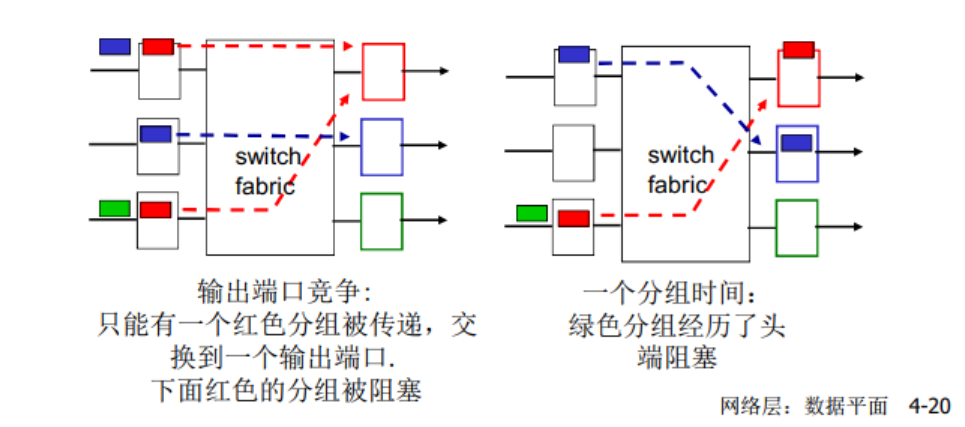 switch
fabric
输出端口竞争:
只能有一个红色分组被传递，交
换到一个输出端口.
下面红色的分组被阻塞
switch
fabric
一个分组时间:
绿色分组经历了头
端阻塞
网络层：数据平面 4-20